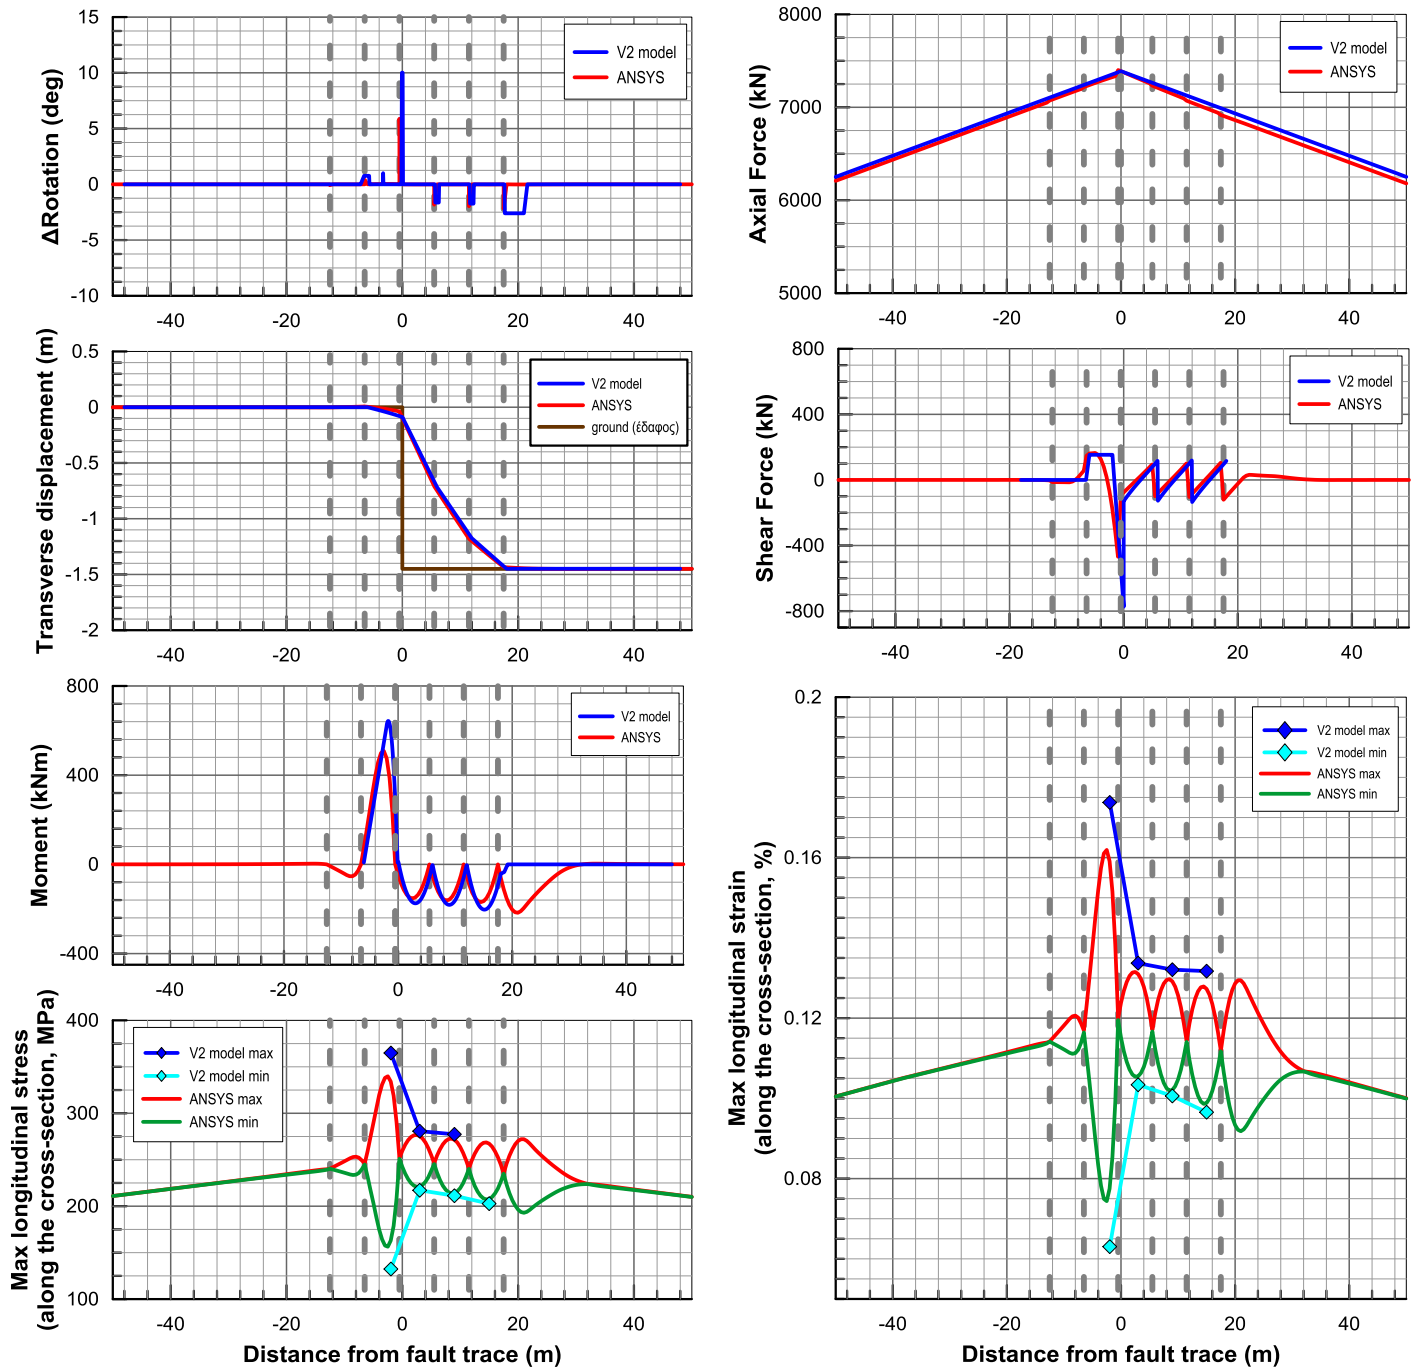 15
10
5
0
-5
-10
ΔRotation (deg)
V2 model
ANSYS
-40
-20
0
20
40
8000
7000
6000
5000
Axial Force (kN)
V2 model
ANSYS
-40
-20
0
20
40
0.5
0
-0.5
-1
-1.5
-2
Transverse displacement (m)
V2 model
ANSYS
ground (έδαφος)
-40
-20
0
20
40
800
400
0
-400
-800
Shear Force (kN)
V2 model
ANSYS
-40
-20
0
20
40
800
400
0
-400
Moment (kNm)
V2 model
ANSYS
-40
-20
0
20
40
400
300
200
100
Max longitudinal stress
(along the cross-section, MPa)
V2 model max
V2 model min
ANSYS max
ANSYS min
-40
-20
0
20
40
Distance from fault trace (m)
0.2
0.16
0.12
0.08
Max longitudinal strain
(along the cross-section, %)
V2 model max
V2 model min
ANSYS max
ANSYS min
-40
-20
0
20
40
Distance from fault trace (m)